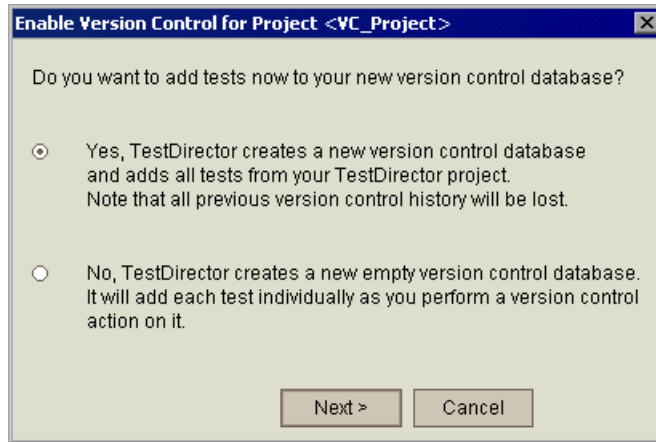 Enable Version Control for Project <VC_Project>
Do you want to add tests now to your new version control database?
Yes, TestDirector creates a new version control database
and adds all tests from your TestDirector project.
Note that all previous version control history will be lost.
No, TestDirector creates a new empty version control database.
It will add each test individually as you perform a version control
action on it.
Next >
Cancel